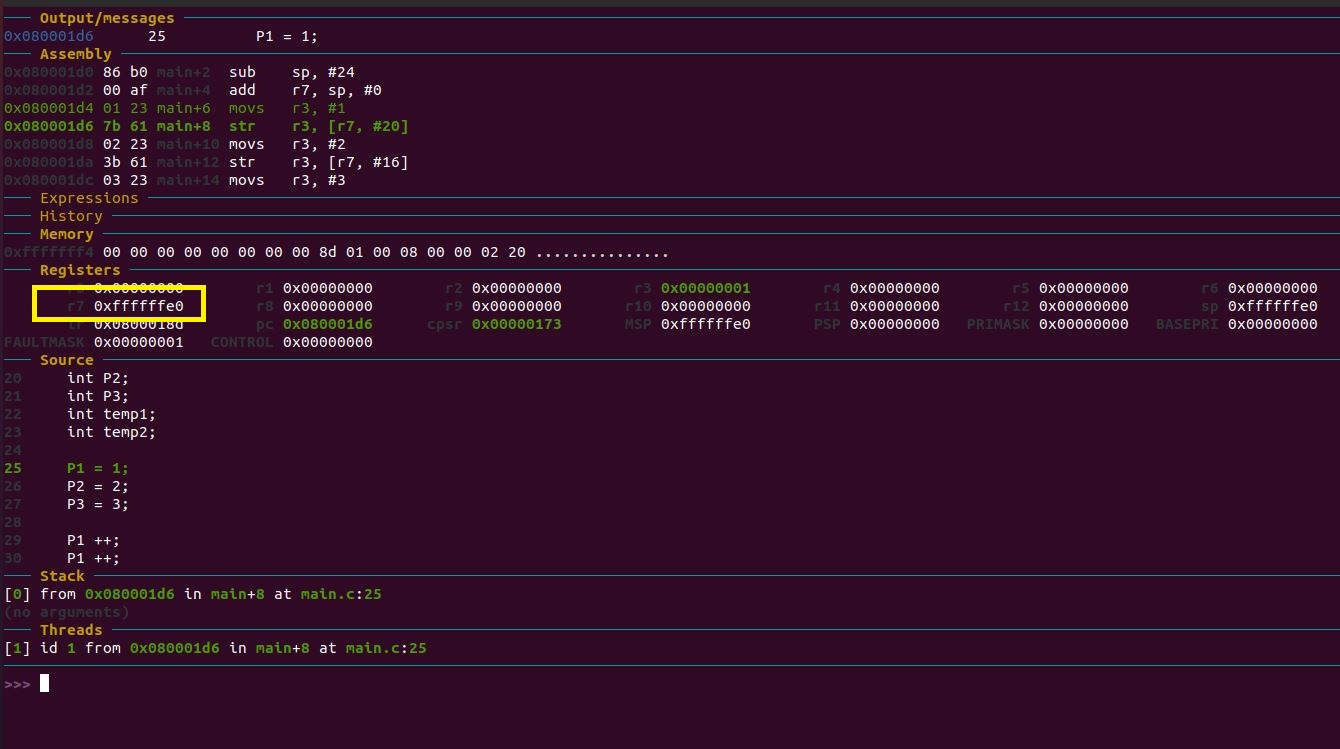 Output/messages
0x080001d6 25 P1 = 1;
Assembly
0x080001d0 86 b0 main+2 sub sp, #24
0x080001d2 00 af main+4 add r7, sp, #0
0x080001d4 01 23 main+6 movs r3, #1
0x080001d6 7b 61 main+8 str r3, [r7, #20]
0x080001d8 02 23 main+10 movs r3, #2
0x080001da 3b 61 main+12 str r3, [r7, #16]
0x080001dc 03 23 main+14 movs r3, #3
Expressions
History
Memory
0xfffffff4 00 00 00 00 00 00 00 00 8d 01 00 08 00 00 02 20 ...............
Registers
r0 0x00000000 r1 0x00000000 r2 0x00000000 r3 0x00000001 r4 0x00000000 r5 0x00000000 r6 0x00000000
r7 0xffffffe0 r8 0x00000000 r9 0x00000000 r10 0x00000000 r11 0x00000000 r12 0x00000000 sp 0xffffffe0
lr 0x0800018d pc 0x080001d6 cpsr 0x00000173 MSP 0xffffffe0 PSP 0x00000000 PRIMASK 0x00000000 BASEPRI 0x00000000
FAULTMASK 0x00000001 CONTROL 0x00000000
Source
20 int P2;
21 int P3;
22 int temp1;
23 int temp2;
24
25 P1 = 1;
26 P2 = 2;
27 P3 = 3;
28
29 P1 ++;
30 P1 ++;
Stack
[0] from 0x080001d6 in main+8 at main.c:25
(no arguments)
Threads
[1] id 1 from 0x080001d6 in main+8 at main.c:25
>>>